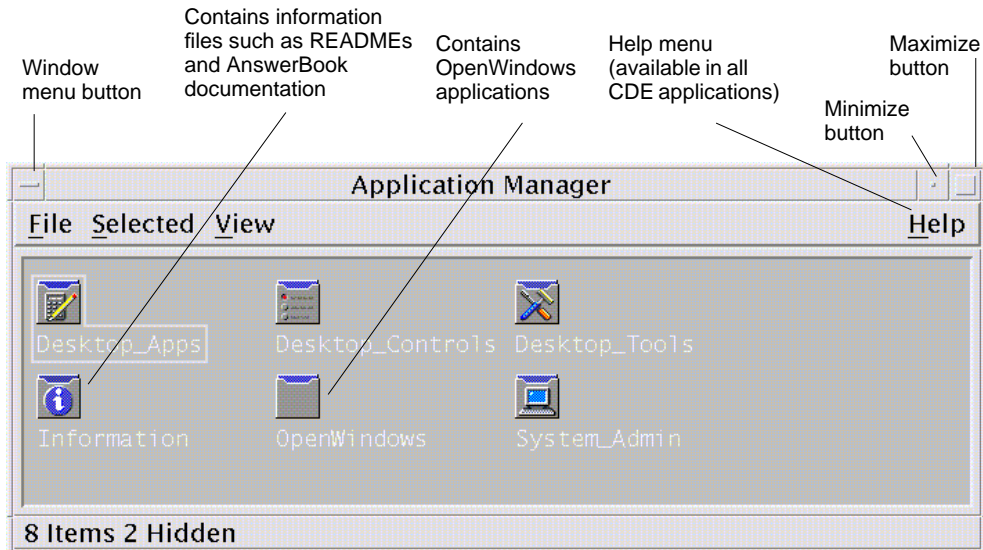 Contains information
files such as READMEs
and AnswerBook
documentation
Contains
OpenWindows
applications
Help menu
(available in all
CDE applications)
Maximize
button
Window
menu button
Minimize
button
Application Manager
File Selected View Help
Desktop_Apps Desktop_Controls Desktop_Tools
Information OpenWindows System_Admin
8 Items 2 Hidden